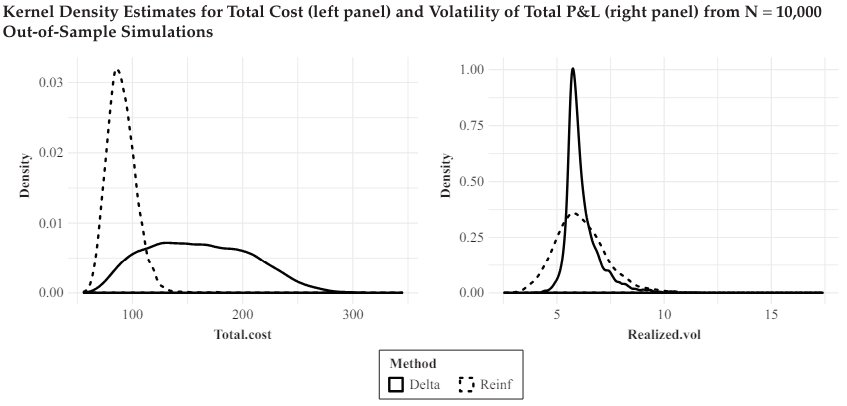 Kernel Density Estimates for Total Cost (left panel) and Volatility of Total P&L (right panel) from N = 10,000
Out-of-Sample Simulations
Density
0.03
0.02
0.01
0.00
100
200
300
Total.cost
Density
1.00
0.75
0.50
0.25
0.00
5
10
15
Realized.vol
Method
Delta
Reinf